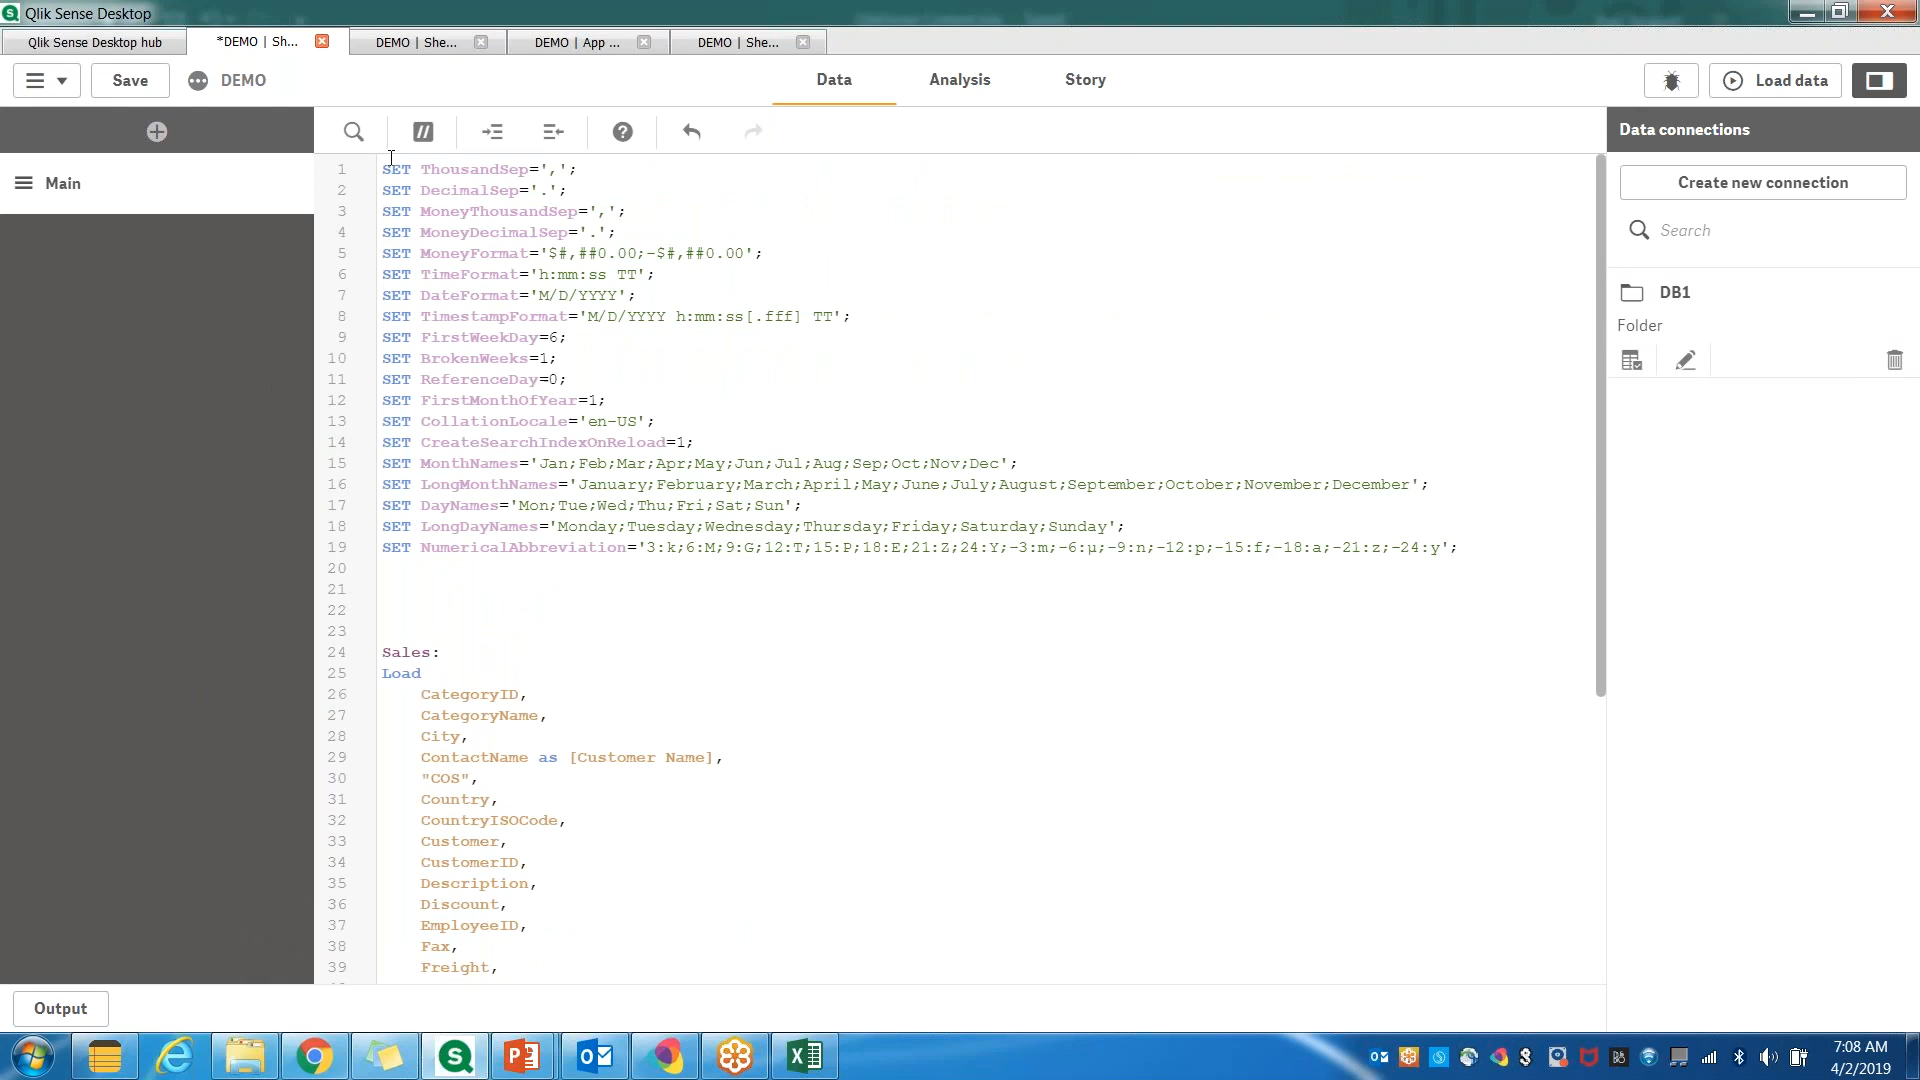 Qlik Sense Desktop
Qlik Sense Desktop hub
*DEMO | Sh...
DEMO | She...
DEMO | App ...
DEMO | She...
Save
DEMO
Data
Analysis
Story
Load data
Main
Data connections
Create new connection
Search
DB1
Folder
1 SET ThousandSep=',';
2 SET DecimalSep='.';
3 SET MoneyThousandSep=',';
4 SET MoneyDecimalSep='.';
5 SET MoneyFormat='$#,##0.00;-$#,##0.00';
6 SET TimeFormat='h:mm:ss TT';
7 SET DateFormat='M/D/YYYY';
8 SET TimestampFormat='M/D/YYYY h:mm:ss[.fff] TT';
9 SET FirstWeekDay=6;
10 SET BrokenWeeks=1;
11 SET ReferenceDay=0;
12 SET FirstMonthOfYear=1;
13 SET CollationLocale='en-US';
14 SET CreateSearchIndexOnReload=1;
15 SET MonthNames='Jan;Feb;Mar;Apr;May;Jun;Jul;Aug;Sep;Oct;Nov;Dec';
16 SET LongMonthNames='January;February;March;April;May;June;July;August;September;October;November;December';
17 SET DayNames='Mon;Tue;Wed;Thu;Fri;Sat;Sun';
18 SET LongDayNames='Monday;Tuesday;Wednesday;Thursday;Friday;Saturday;Sunday';
19 SET NumericalAbbreviation='3:k;6:M;9:G;12:T;15:P;18:E;21:Z;24:Y;-3:m;-6:μ;-9:n;-12:p;-15:f;-18:a;-21:z;-24:y';
20
21
22
23
24 Sales:
25 Load
26 CategoryID,
27 CategoryName,
28 City,
29 ContactName as [Customer Name],
30 "COS",
31 Country,
32 CountryISOCode,
33 Customer,
34 CustomerID,
35 Description,
36 Discount,
37 EmployeeID,
38 Fax,
39 Freight,
Output
7:08 AM
4/2/2019